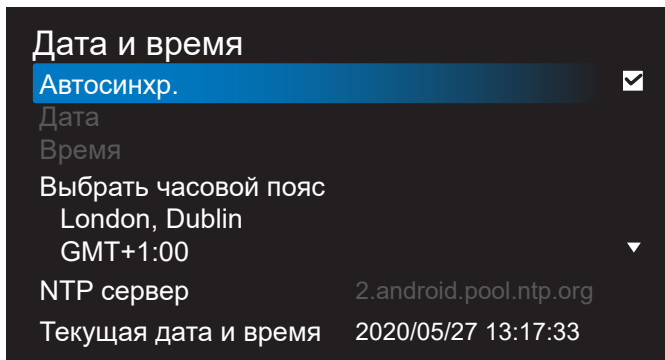 Дата и время
Автосинхр.
Дата
Время
Выбрать часовой пояс
London, Dublin
GMT+1:00
NTP сервер 2.android.pool.ntp.org
Текущая дата и время 2020/05/27 13:17:33